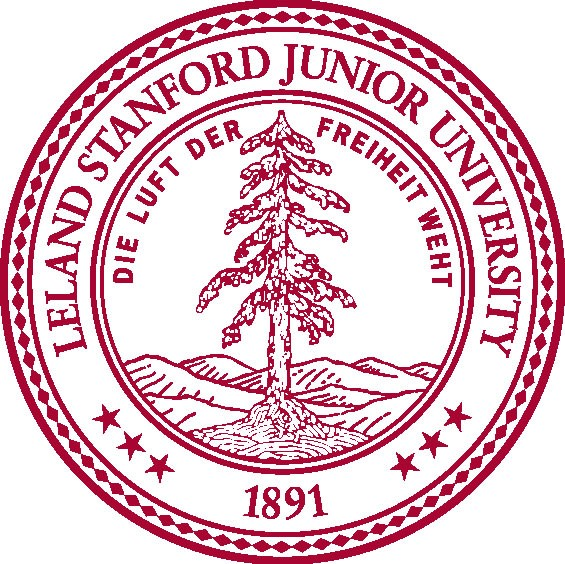 LELAND STANFORD JUNIOR UNIVERSITY
DIE LUFT DER FREIHEIT WEHT
1891